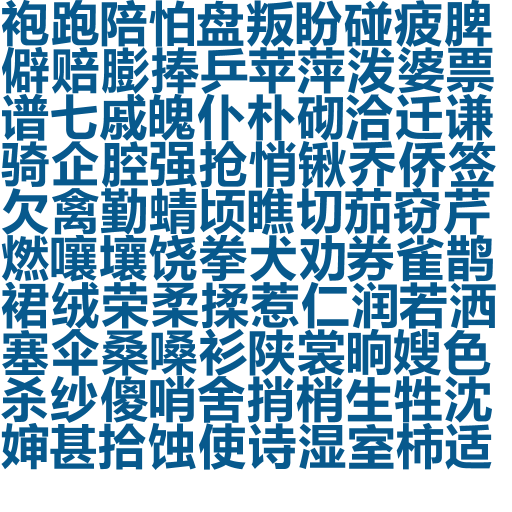 袍跑陪怕盘叛盼碰疲脾
僻赔膨捧乒苹萍泼婆票
谱七戚魄仆朴砌洽迁谦
骑企腔强抢悄锹乔侨签
欠禽勤蜻顷瞧切茄窃芹
燃嚷壤饶拳犬劝券雀鹊
裙绒荣柔揉惹仁润若洒
塞伞桑嗓衫陕裳晌嫂色
杀纱傻哨舍捎梢生牲沈
婶甚拾蚀使诗湿室柿适